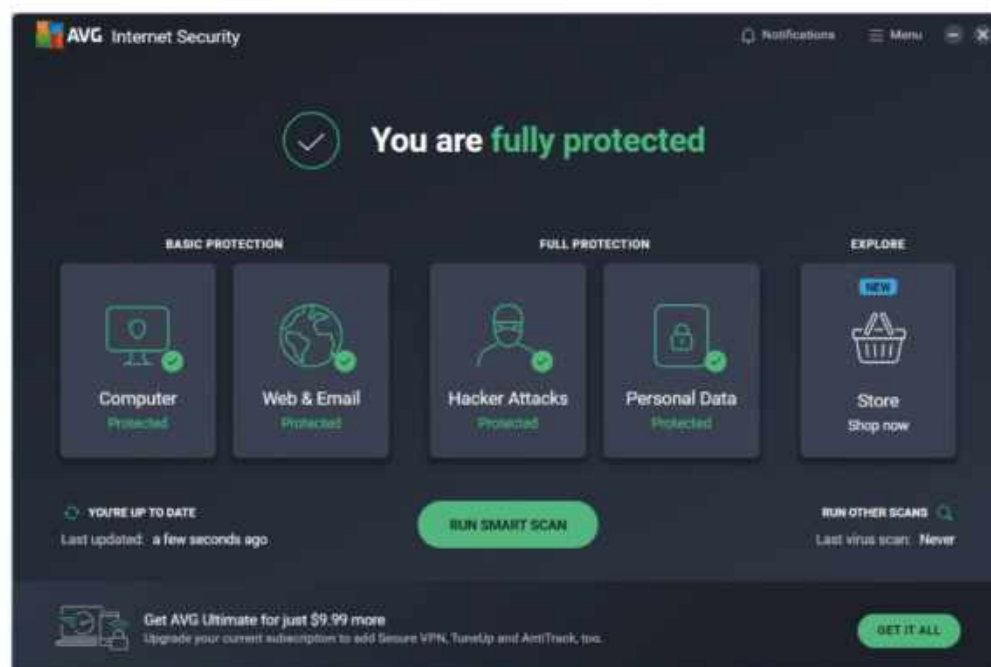 AVG Internet Security
Notifications
Menu
You are fully protected
BASIC PROTECTION
FULL PROTECTION
EXPLORE
NEW
Computer
Protected
Web & Email
Protected
Hacker Attacks
Protected
Personal Data
Protected
Store
Shop now
YOU'RE UP TO DATE
Last updated: a few seconds ago
RUN SMART SCAN
RUN OTHER SCANS
Last virus scan: Never
Get AVG Ultimate for just $9.99 more
Upgrade your current subscription to add Secure VPN, TuneUp and AntiTrack, too.
GET IT ALL